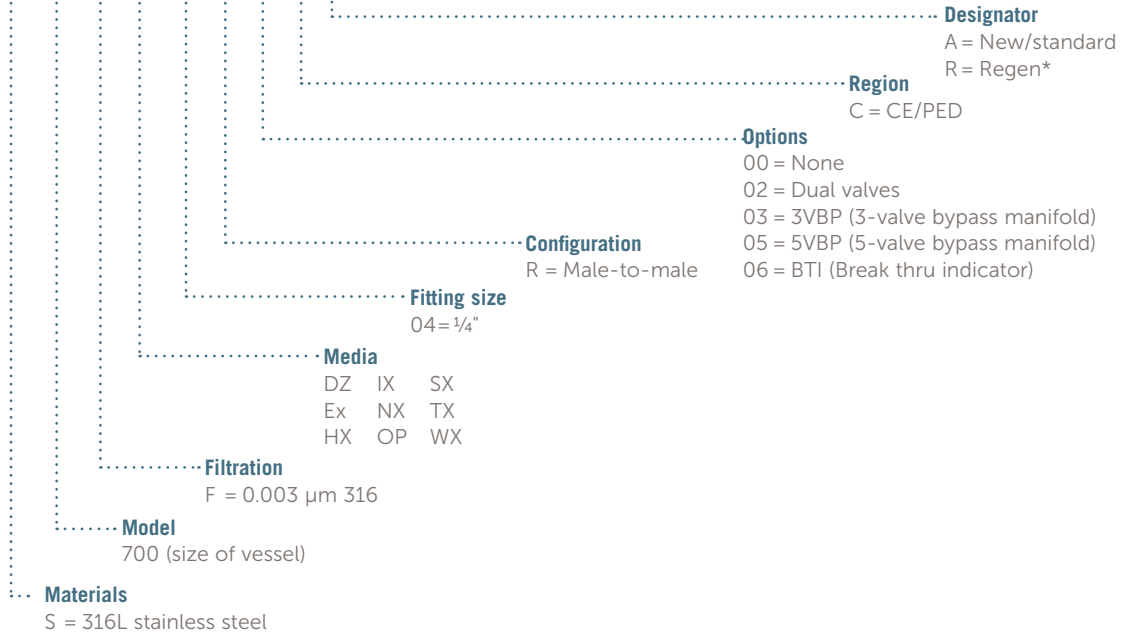 Designator
A = New/standard
R = Regen*
Region
C = CE/PED
Options
00 = None
02 = Dual valves
03 = 3VBP (3-valve bypass manifold)
05 = 5VBP (5-valve bypass manifold)
06 = BTI (Break thru indicator)
Configuration
R = Male-to-male
Fitting size
04 = ¼"
Media
DZ IX SX
Ex NX TX
HX OP WX
Filtration
F = 0.003 µm 316
Model
700 (size of vessel)
Materials
S = 316L stainless steel